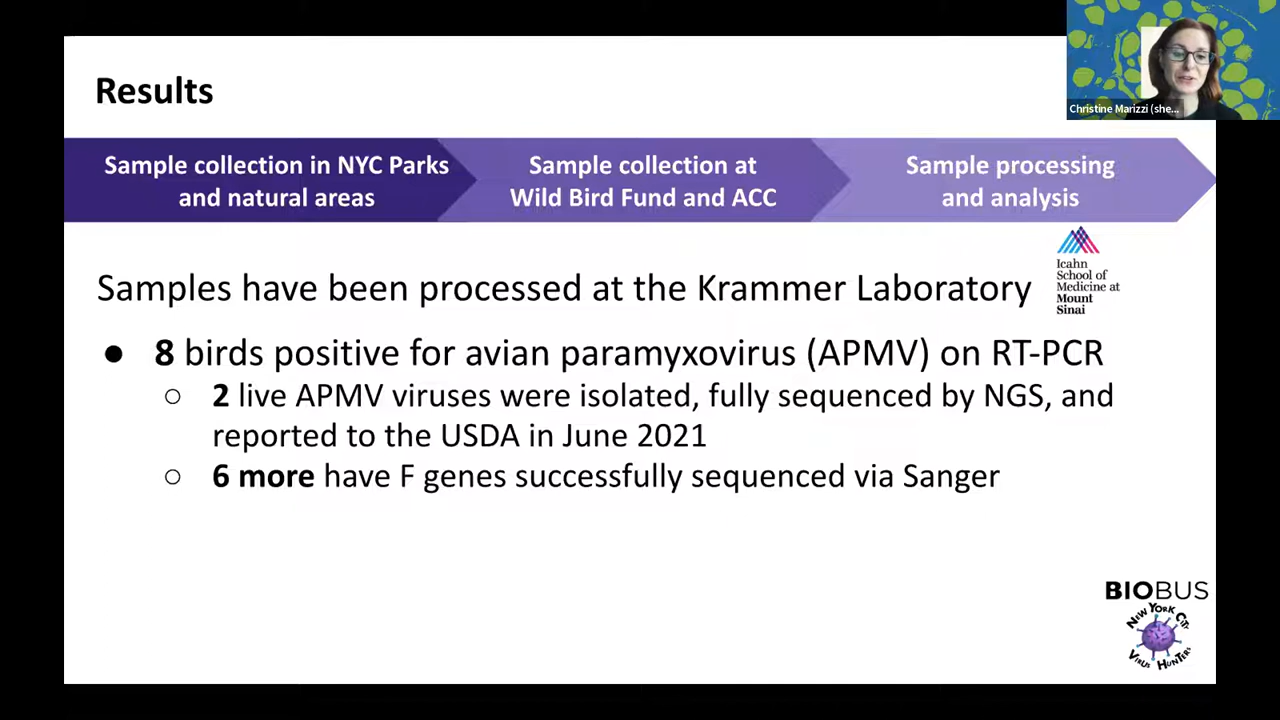 Results
Christine Marizzi (she...
Sample collection in NYC Parks
and natural areas
Sample collection at
Wild Bird Fund and ACC
Sample processing
and analysis
Samples have been processed at the Krammer Laboratory
Icahn
School of
Medicine at
Mount
Sinai
● 8 birds positive for avian paramyxovirus (APMV) on RT-PCR
○ 2 live APMV viruses were isolated, fully sequenced by NGS, and
reported to the USDA in June 2021
○ 6 more have F genes successfully sequenced via Sanger
BIOBUS
NEW YORK CITY
VIRUS HUNTERS